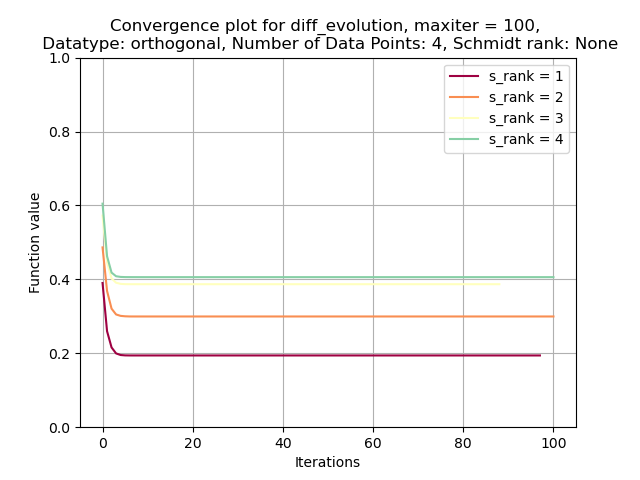 Convergence plot for diff_evolution, maxiter = 100,
Datatype: orthogonal, Number of Data Points: 4, Schmidt rank: None
1.0
0.8
0.6
0.4
0.2
0.0
Function value
s_rank = 1
s_rank = 2
s_rank = 3
s_rank = 4
0 20 40 60 80 100
Iterations